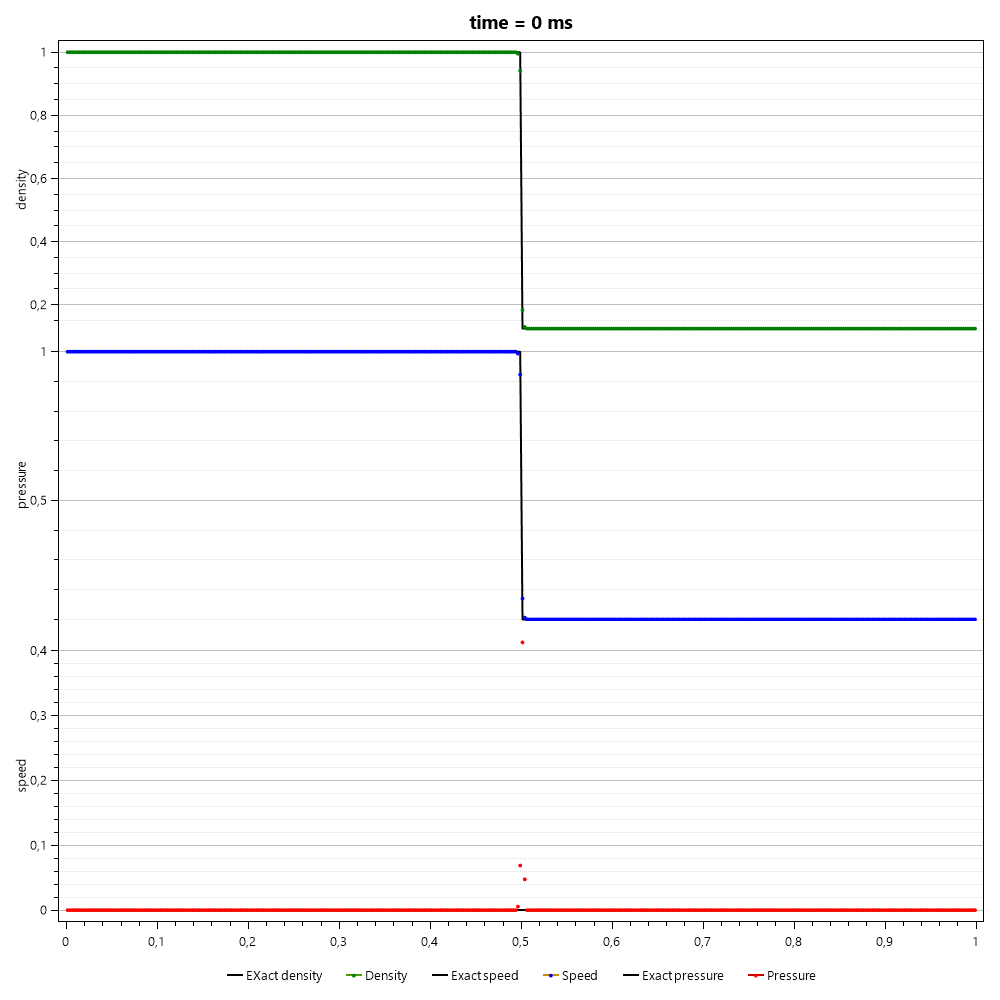 time = 0 ms
density
1
0,8
0,6
0,4
0,2
pressure
1
0,5
speed
0,4
0,3
0,2
0,1
0
0 0,1 0,2 0,3 0,4 0,5 0,6 0,7 0,8 0,9 1
EXact density Density Exact speed Speed Exact pressure Pressure